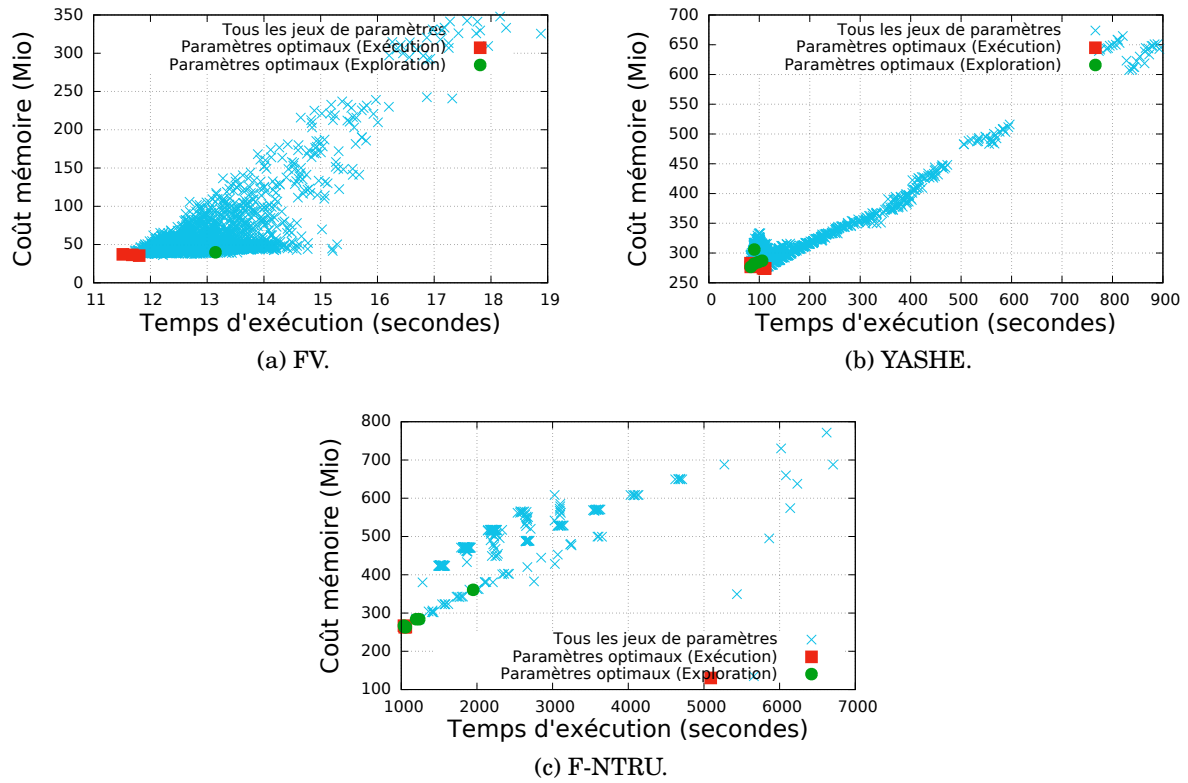 350
300
250
200
150
100
50
0
Coût mémoire (Mio)
Tous les jeux de paramètres
Paramètres optimaux (Exécution)
Paramètres optimaux (Exploration)
11 12 13 14 15 16 17 18 19
Temps d'exécution (secondes)
(a) FV.
700
650
600
550
500
450
400
350
300
250
Coût mémoire (Mio)
Tous les jeux de paramètres
Paramètres optimaux (Exécution)
Paramètres optimaux (Exploration)
0 100 200 300 400 500 600 700 800 900
Temps d'exécution (secondes)
(b) YASHE.
800
700
600
500
400
300
200
100
Coût mémoire (Mio)
Tous les jeux de paramètres
Paramètres optimaux (Exécution)
Paramètres optimaux (Exploration)
1000 2000 3000 4000 5000 6000 7000
Temps d'exécution (secondes)
(c) F-NTRU.